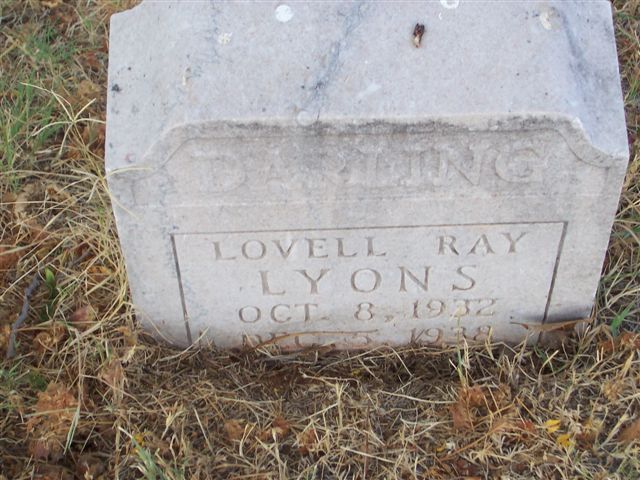 DARLING
LOVELL RAY
LYONS
OCT. 8, 1932
DEC. 5, 1938